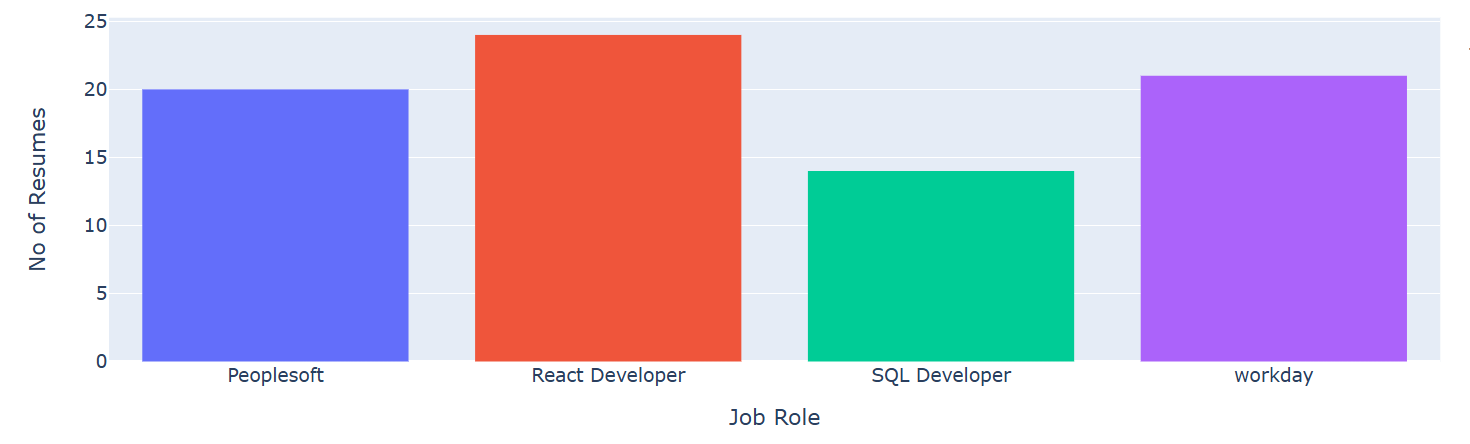 No of Resumes
25
20
15
10
5
0
Peoplesoft
React Developer
SQL Developer
workday
Job Role